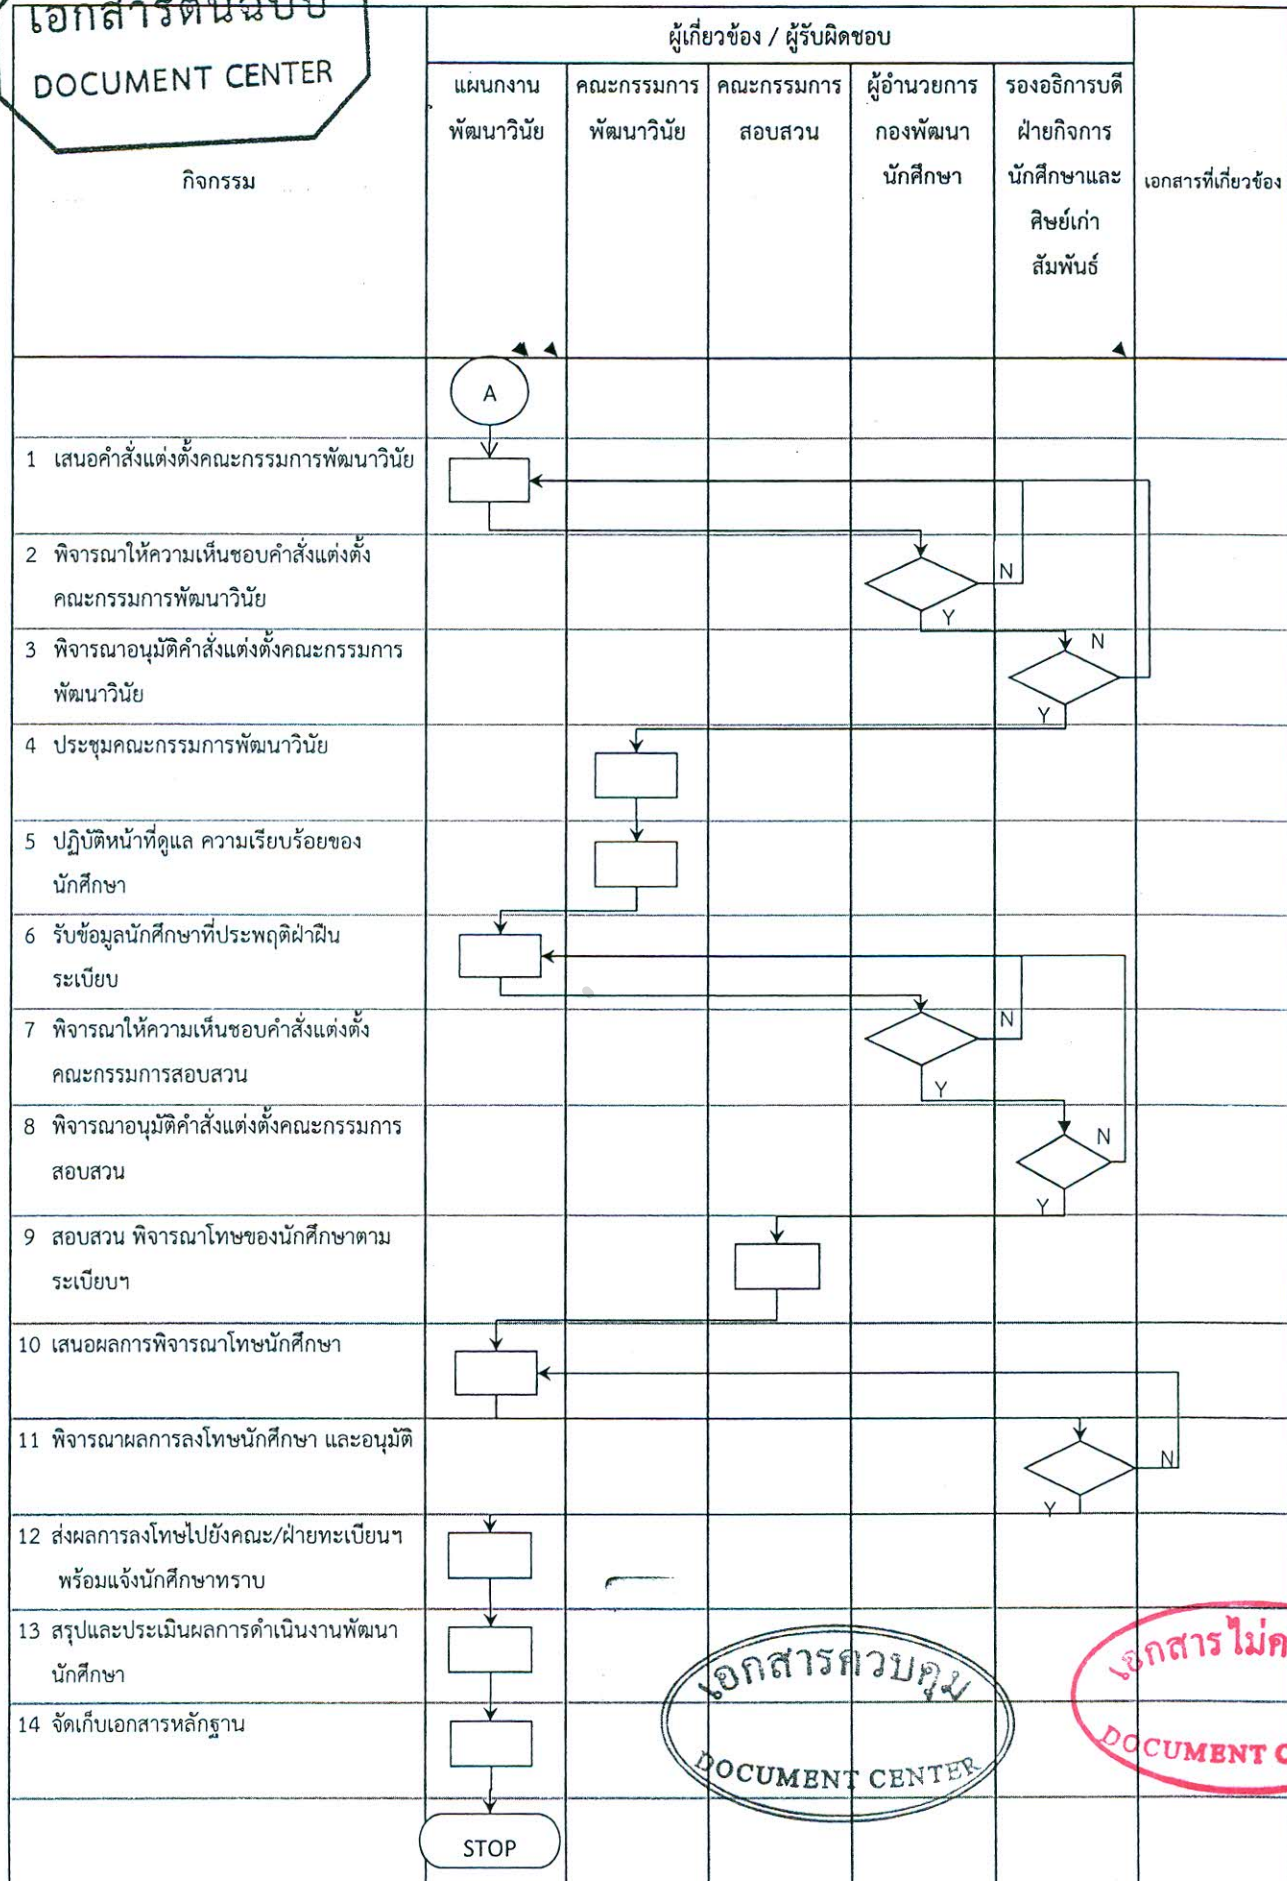 เอกสารต้นฉบับ
DOCUMENT CENTER
กิจกรรม
ผู้เกี่ยวข้อง / ผู้รับผิดชอบ
แผนกงาน
พัฒนาวินัย
คณะกรรมการ
พัฒนาวินัย
คณะกรรมการ
สอบสวน
ผู้อำนวยการ
กองพัฒนา
นักศึกษา
รองอธิการบดี
ฝ่ายกิจการ
นักศึกษาและ
ศิษย์เก่า
สัมพันธ์
เอกสารที่เกี่ยวข้อง
A
1 เสนอคำสั่งแต่งตั้งคณะกรรมการพัฒนาวินัย
2 พิจารณาให้ความเห็นชอบคำสั่งแต่งตั้ง
คณะกรรมการพัฒนาวินัย
N
Y
3 พิจารณาอนุมัติคำสั่งแต่งตั้งคณะกรรมการ
พัฒนาวินัย
N
Y
4 ประชุมคณะกรรมการพัฒนาวินัย
5 ปฏิบัติหน้าที่ดูแล ความเรียบร้อยของ
นักศึกษา
6 รับข้อมูลนักศึกษาที่ประพฤติฝ่าฝืน
ระเบียบ
7 พิจารณาให้ความเห็นชอบคำสั่งแต่งตั้ง
คณะกรรมการสอบสวน
N
Y
8 พิจารณาอนุมัติคำสั่งแต่งตั้งคณะกรรมการ
สอบสวน
N
Y
9 สอบสวน พิจารณาโทษของนักศึกษาตาม
ระเบียบฯ
10 เสนอผลการพิจารณาโทษนักศึกษา
11 พิจารณาผลการลงโทษนักศึกษา และอนุมัติ
N
Y
12 ส่งผลการลงโทษไปยังคณะ/ฝ่ายทะเบียนฯ
พร้อมแจ้งนักศึกษาทราบ
13 สรุปและประเมินผลการดำเนินงานพัฒนา
นักศึกษา
14 จัดเก็บเอกสารหลักฐาน
STOP
เอกสารควบคุม
DOCUMENT CENTER
เอกสารไม่ค
DOCUMENT C